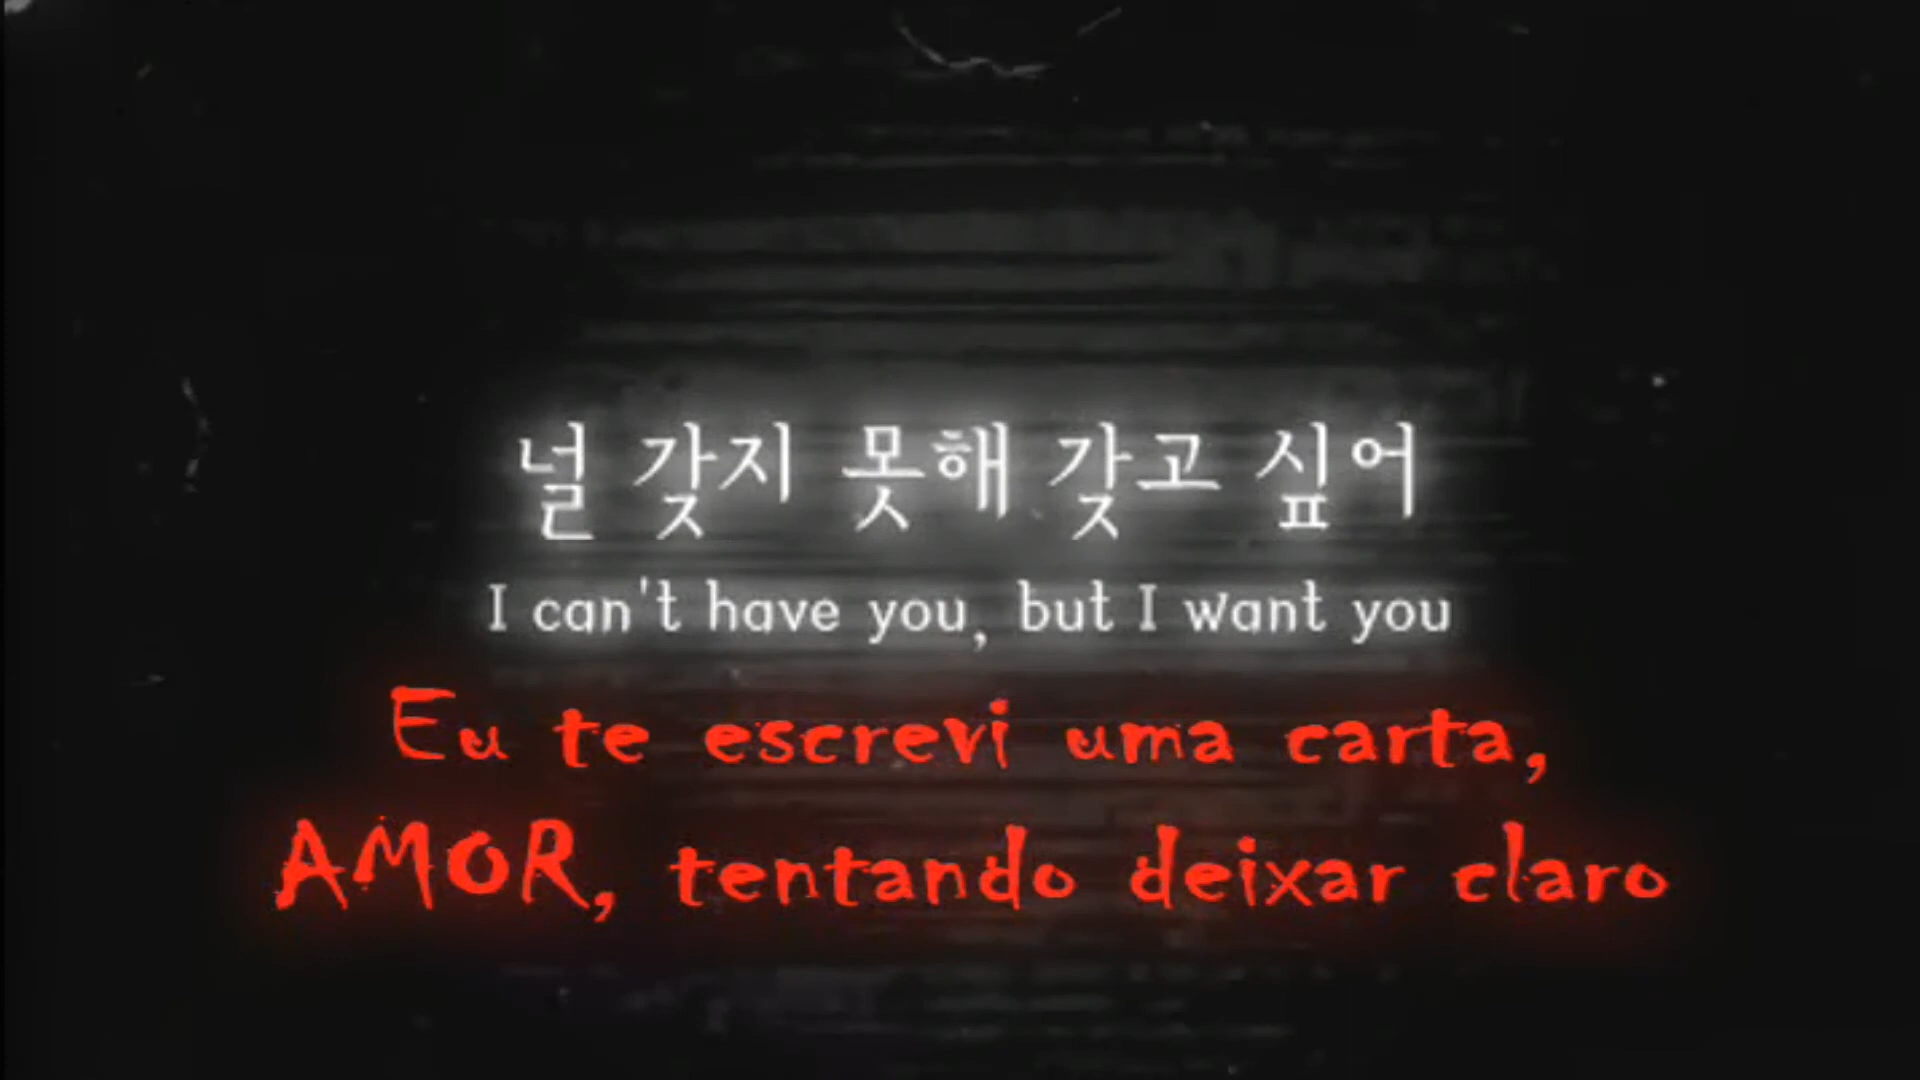 널 갖지 못해 갖고 싶어
I can't have you, but I want you
Eu te escrevi uma carta,
AMOR, tentando deixar claro